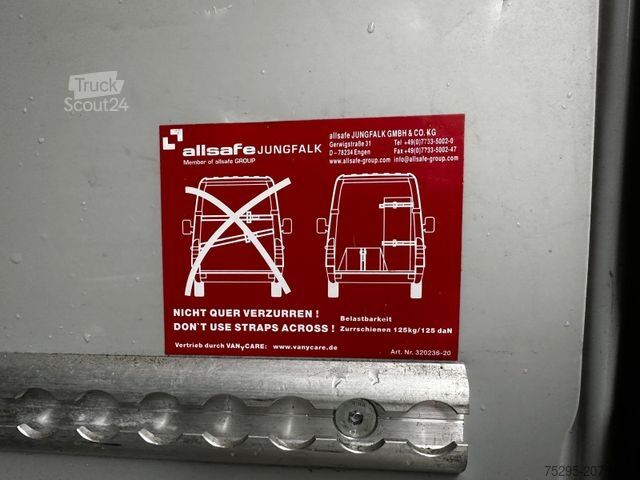 Truck
Scout24
allsafe JUNGFALK
Member of allsafe GROUP
allsafe JUNGFALK GMBH & CO. KG
Gerwigstraße 31 Tel +49(0)7733-5002-0
D-78234 Engen Fax +49(0)7733-5002-47
www.allsafe-group.com info@allsafe-group.com
NICHT QUER VERZURREN !
DON`T USE STRAPS ACROSS !
Belastbarkeit
Zurrschienen 125kg/125 daN
Vertrieb durch VANyCARE: www.vanycare.de
Art. Nr. 320236-20